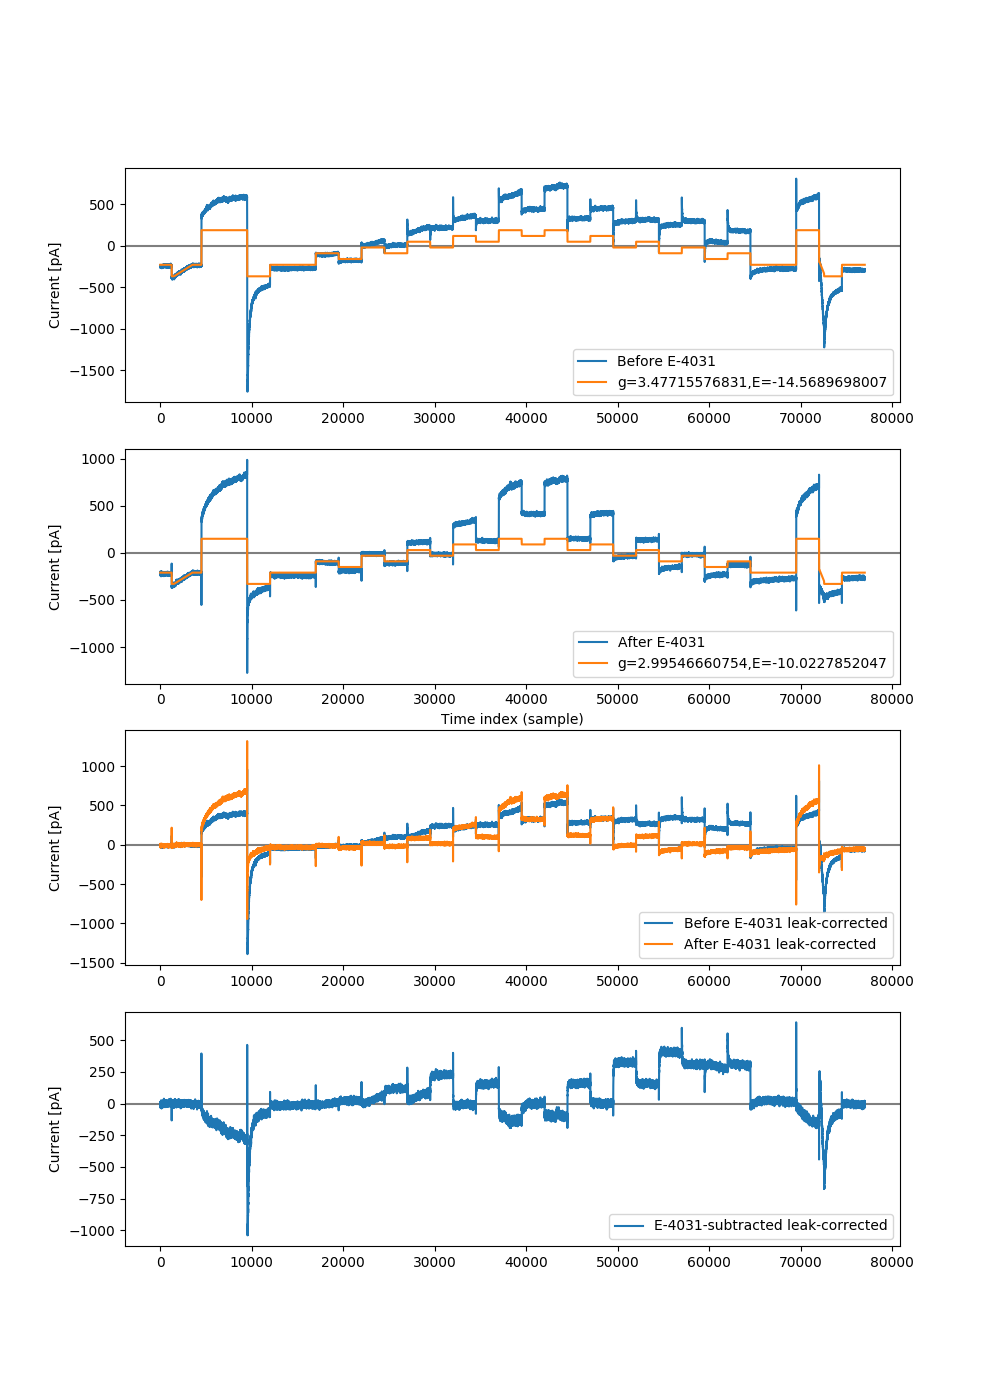 500
0
−500
−1000
−1500
Current [pA]
Before E-4031
g=3.47715576831,E=-14.5689698007
0 10000 20000 30000 40000 50000 60000 70000 80000
1000
500
0
−500
−1000
Current [pA]
After E-4031
g=2.99546660754,E=-10.0227852047
0 10000 20000 30000 40000 50000 60000 70000 80000
Time index (sample)
1000
500
0
−500
−1000
−1500
Current [pA]
Before E-4031 leak-corrected
After E-4031 leak-corrected
0 10000 20000 30000 40000 50000 60000 70000 80000
500
250
0
−250
−500
−750
−1000
Current [pA]
E-4031-subtracted leak-corrected
0 10000 20000 30000 40000 50000 60000 70000 80000